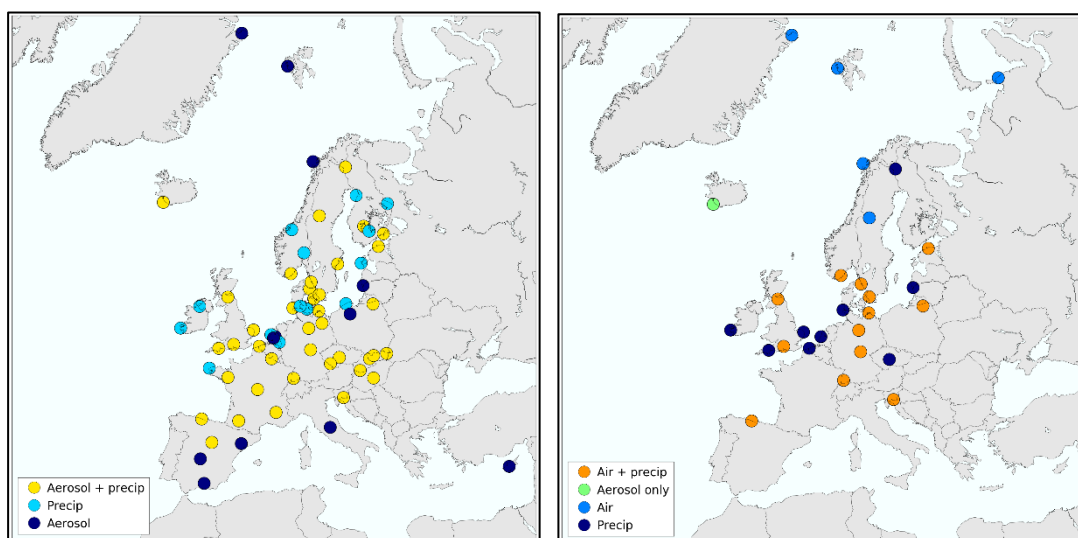 Aerosol + precip
Precip
Aerosol
Air + precip
Aerosol only
Air
Precip